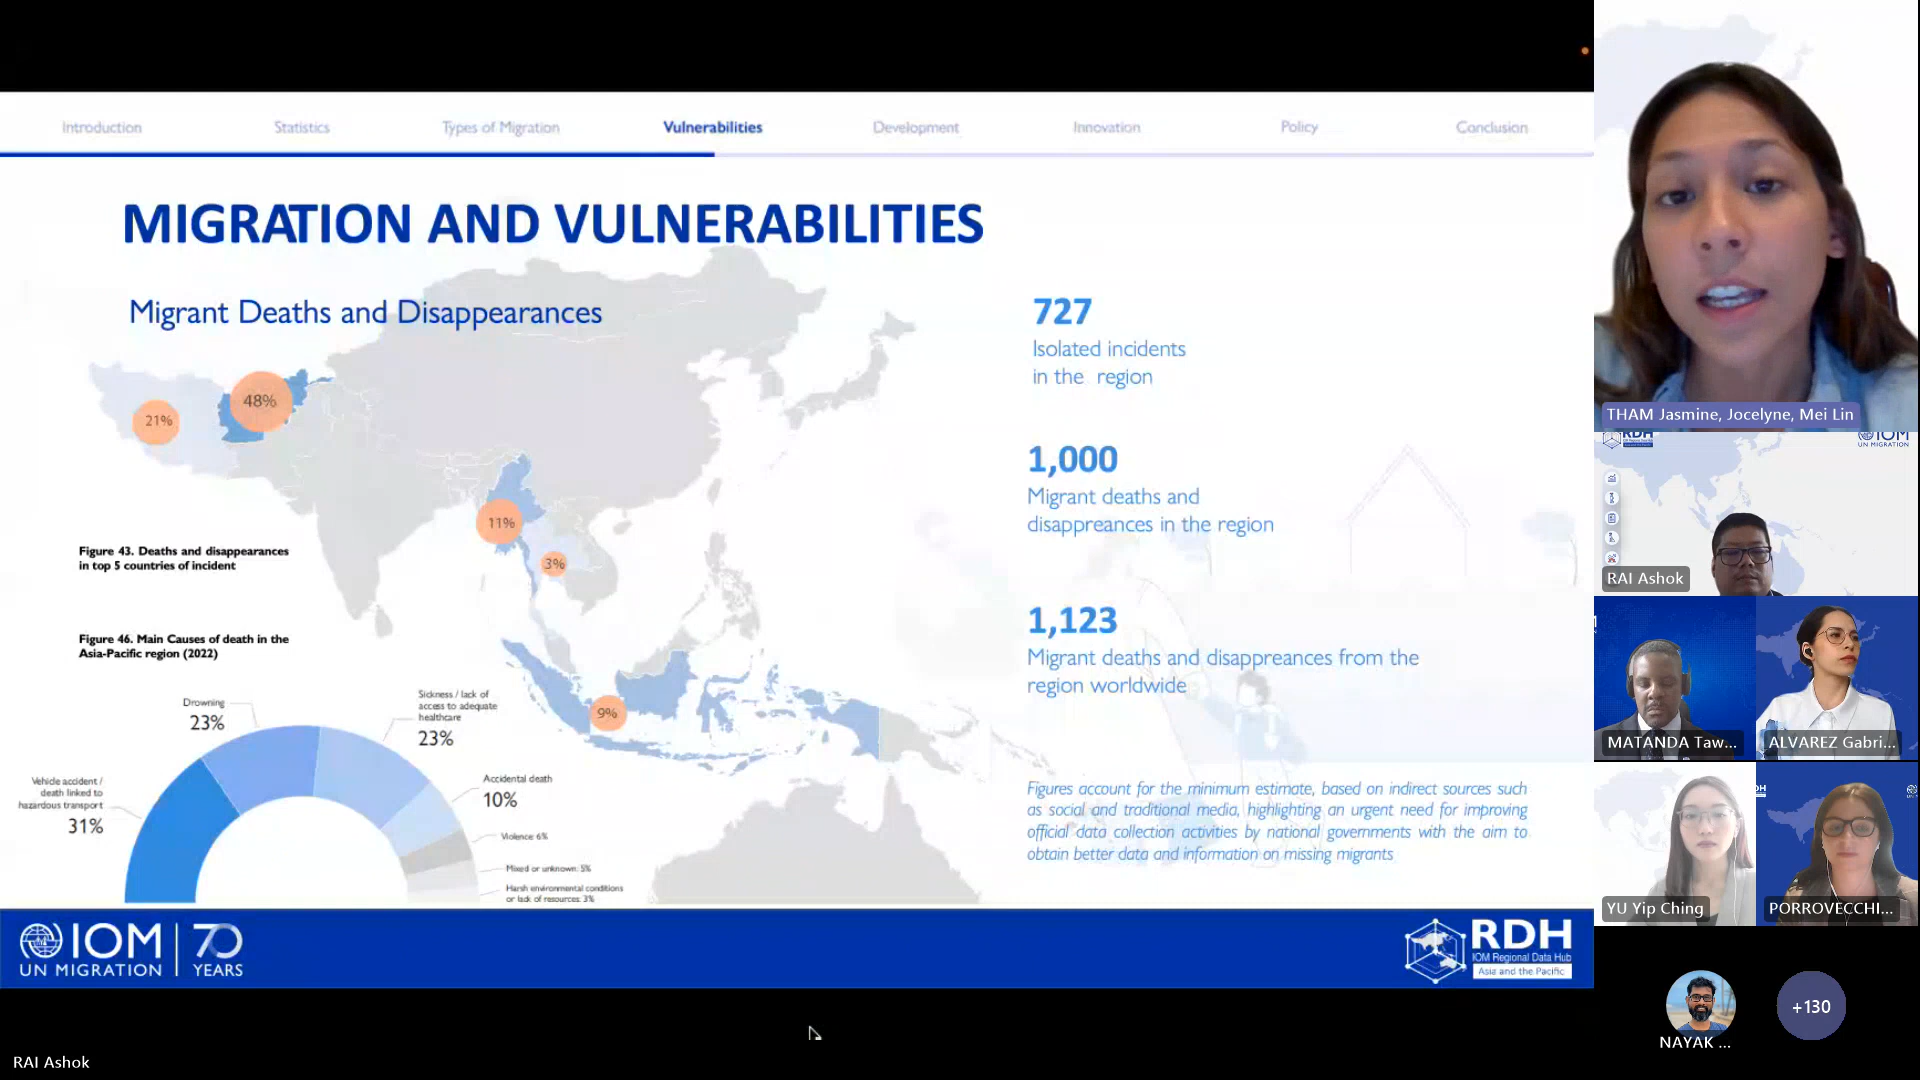 Introduction
Statistics
Types of Migration
Vulnerabilities
Development
Innovation
Policy
Conclusion
MIGRATION AND VULNERABILITIES
Migrant Deaths and Disappearances
21%
48%
11%
3%
9%
Figure 43. Deaths and disappearances
in top 5 countries of incident
Figure 46. Main Causes of death in the
Asia-Pacific region (2022)
Drowning
23%
Sickness / lack of
access to adequate
healthcare
23%
Vehicle accident /
death linked to
hazardous transport
31%
Accidental death
10%
Violence: 6%
Mixed or unknown: 5%
Harsh environmental conditions
or lack of resources: 3%
727
Isolated incidents
in the region
1,000
Migrant deaths and
disappreances in the region
1,123
Migrant deaths and disappreances from the
region worldwide
Figures account for the minimum estimate, based on indirect sources such
as social and traditional media, highlighting an urgent need for improving
official data collection activities by national governments with the aim to
obtain better data and information on missing migrants
IOM
UN MIGRATION
70
YEARS
RDH
IOM Regional Data Hub
Asia and the Pacific
RAI Ashok
THAM Jasmine, Jocelyne, Mei Lin
RDH
IOM
UN MIGRATION
RAI Ashok
MATANDA Taw...
ALVAREZ Gabri...
YU Yip Ching
PORROVECCHI...
NAYAK ...
+130